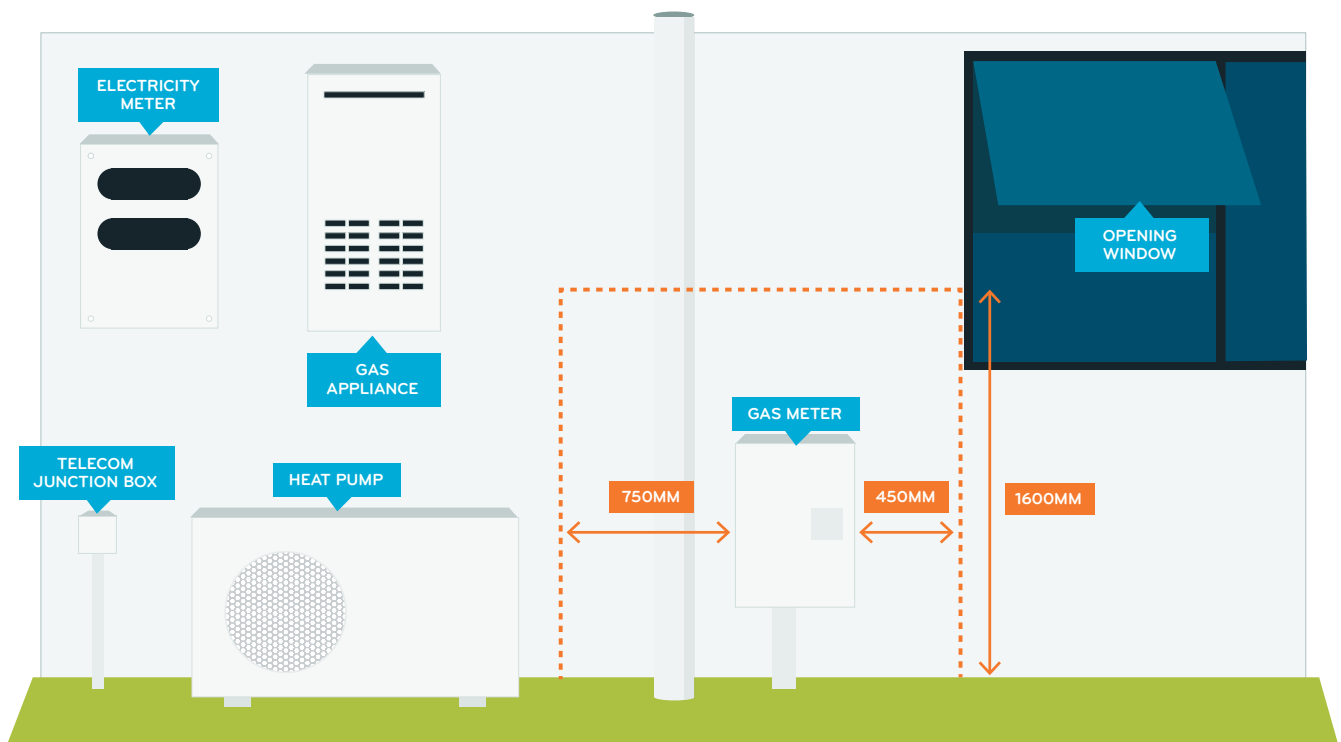 ELECTRICITY
METER
OPENING
WINDOW
GAS
APPLIANCE
GAS METER
TELECOM
JUNCTION BOX
HEAT PUMP
750MM
450MM
1600MM